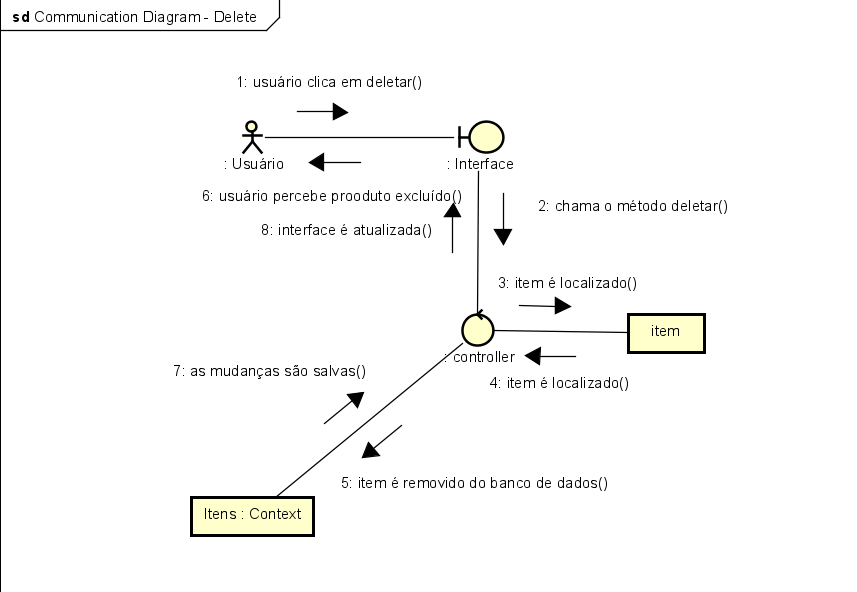 sd Communication Diagram - Delete
1: usuário clica em deletar()
: Usuário
: Interface
6: usuário percebe prooduto excluído()
2: chama o método deletar()
8: interface é atualizada()
3: item é localizado()
item
: controller
4: item é localizado()
7: as mudanças são salvas()
5: item é removido do banco de dados()
Itens : Context